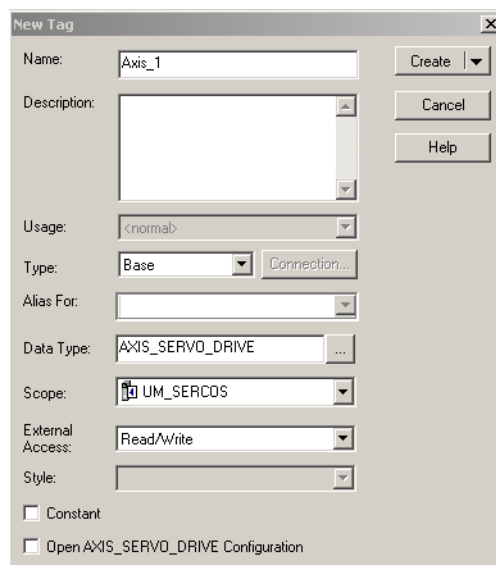 New Tag
Name: Axis_1 Create
Description: Cancel
Help
Usage: <normal>
Type: Base Connection...
Alias For:
Data Type: AXIS_SERVO_DRIVE ...
Scope: UM_SERCOS
External Access: Read/Write
Style:
Constant
Open AXIS_SERVO_DRIVE Configuration